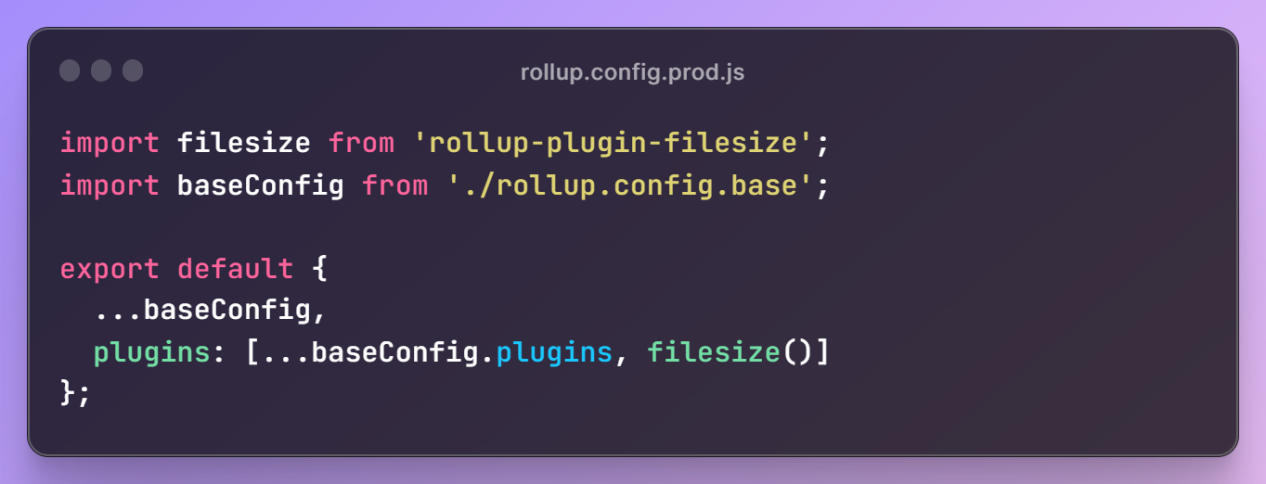 rollup.config.prod.js
import filesize from 'rollup-plugin-filesize';
import baseConfig from './rollup.config.base';
export default {
  ...baseConfig,
  plugins: [...baseConfig.plugins, filesize()]
};